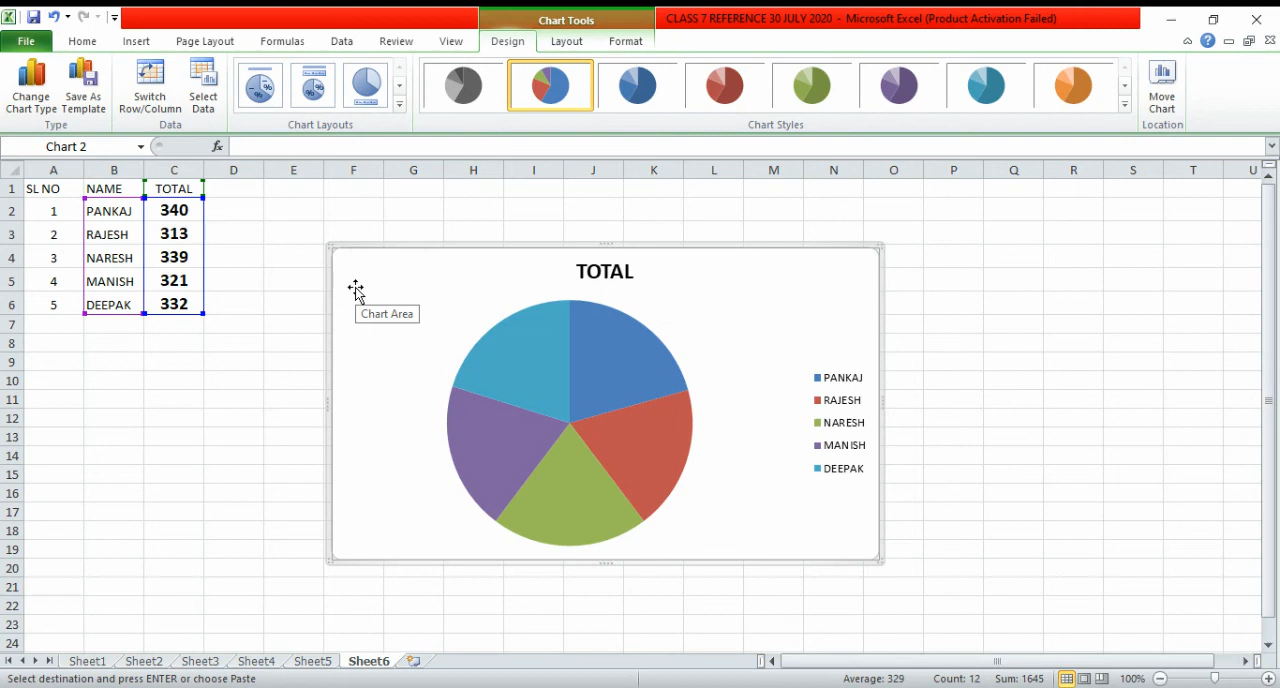 Chart Tools
CLASS 7 REFERENCE 30 JULY 2020 - Microsoft Excel (Product Activation Failed)
File Home Insert Page Layout Formulas Data Review View Design Layout Format
Change Chart Type
Save As Template
Switch Row/Column
Select Data
Move Chart
Type Data Chart Layouts Chart Styles Location
Chart 2 fx
A B C D E F G H I J K L M N O P Q R S T U
1 SL NO NAME TOTAL
2 1 PANKAJ 340
3 2 RAJESH 313
4 3 NARESH 339
5 4 MANISH 321
6 5 DEEPAK 332
7
8
9
10
11
12
13
14
15
16
17
18
19
20
21
22
23
24
TOTAL
Chart Area
PANKAJ
RAJESH
NARESH
MANISH
DEEPAK
Sheet1 Sheet2 Sheet3 Sheet4 Sheet5 Sheet6
Select destination and press ENTER or choose Paste Average: 329 Count: 12 Sum: 1645 100%